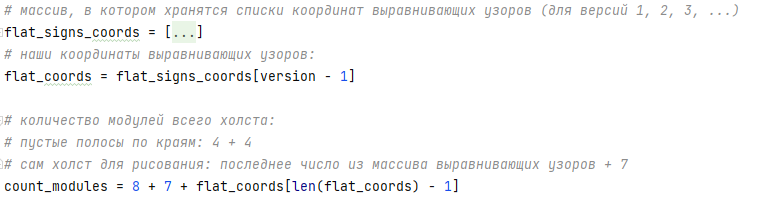 # массив, в котором хранятся списки координат выравнивающих узоров (для версий 1, 2, 3, ...)
flat_signs_coords = [...]
# наши координаты выравнивающих узоров:
flat_coords = flat_signs_coords[version - 1]
# количество модулей всего холста:
# пустые полосы по краям: 4 + 4
# сам холст для рисования: последнее число из массива выравнивающих узоров + 7
count_modules = 8 + 7 + flat_coords[len(flat_coords) - 1]